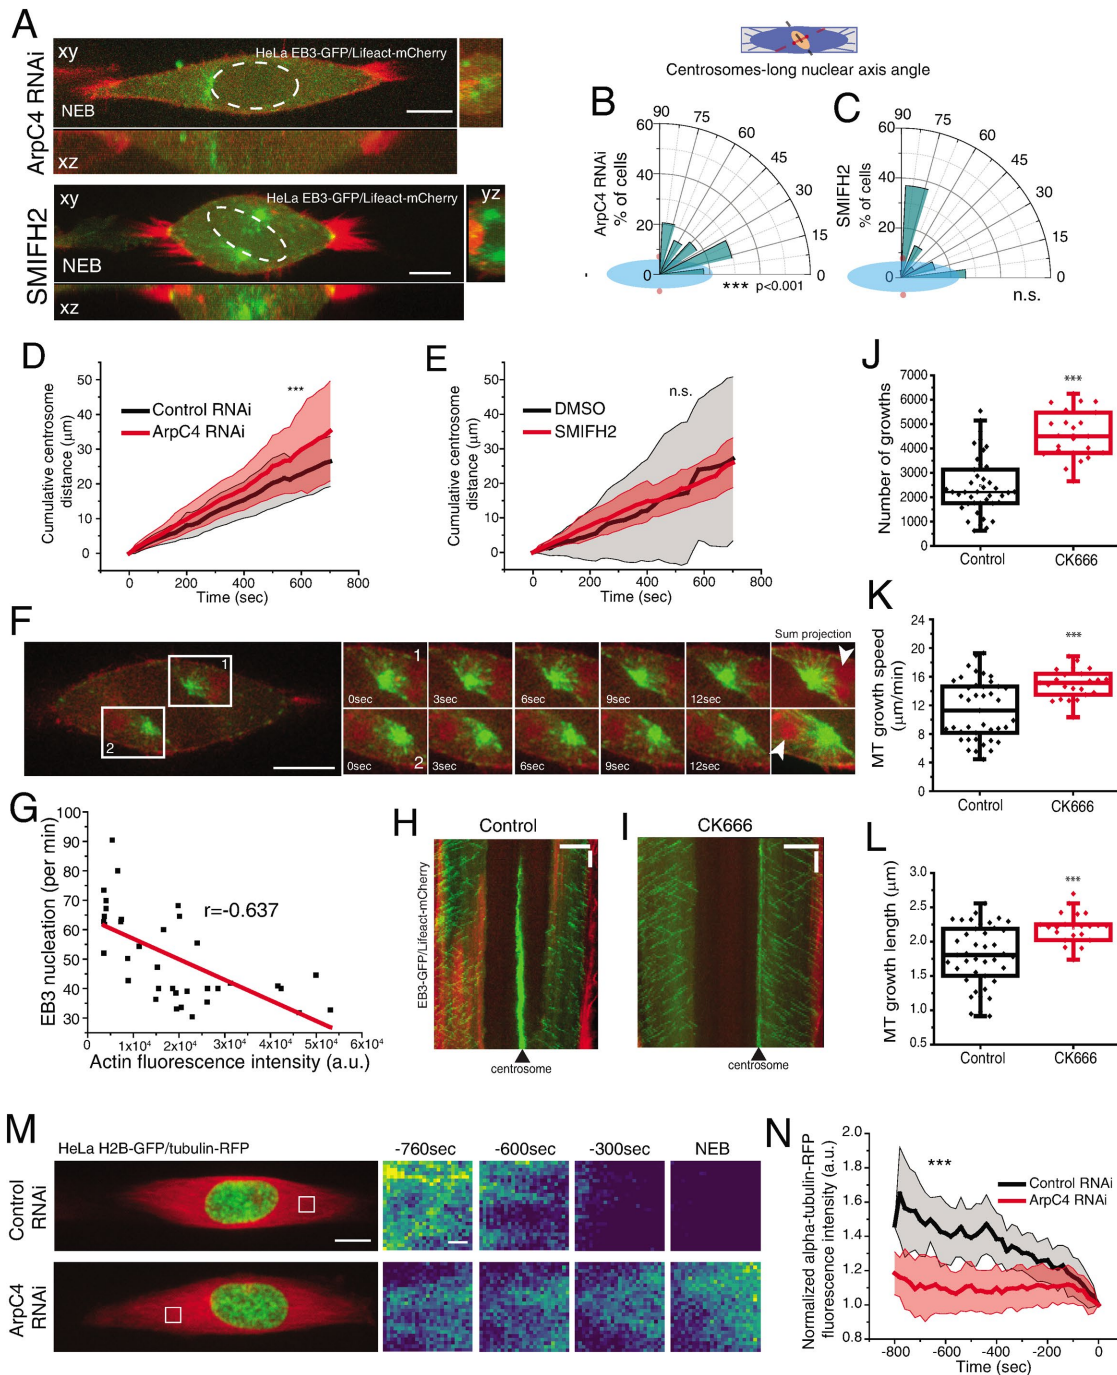 A
ArpC4 RNAi
xy
HeLa EB3-GFP/Lifeact-mCherry
NEB
xz
SMIFH2
xy
HeLa EB3-GFP/Lifeact-mCherry
yz
NEB
xz
Centrosomes-long nuclear axis angle
B
ArpC4 RNAi
% of cells
60
40
20
0
90
75
60
45
30
15
0
*** p<0.001
C
SMIFH2
% of cells
60
40
20
0
90
75
60
45
30
15
0
n.s.
D
Cumulative centrosome
distance (μm)
50
40
30
20
10
0
***
Control RNAi
ArpC4 RNAi
0 200 400 600 800
Time (sec)
E
Cumulative centrosome
distance (μm)
50
40
30
20
10
0
n.s.
DMSO
SMIFH2
0 200 400 600 800
Time (sec)
J
Number of growths
7000
6000
5000
4000
3000
2000
1000
0
***
Control CK666
F
1
2
Sum projection
1
0sec 3sec 6sec 9sec 12sec
2
0sec 3sec 6sec 9sec 12sec
K
MT growth speed
(μm/min)
24
20
16
12
8
4
0
***
Control CK666
G
EB3 nucleation (per min)
100
90
80
70
60
50
40
30
r=-0.637
0 1x10⁴ 2x10⁴ 3x10⁴ 4x10⁴ 5x10⁴ 6x10⁴
Actin fluorescence intensity (a.u.)
H
Control
EB3-GFP/Lifeact-mCherry
centrosome
I
CK666
centrosome
L
MT growth length (μm)
3.0
2.5
2.0
1.5
1.0
0.5
***
Control CK666
M
HeLa H2B-GFP/tubulin-RFP
-760sec -600sec -300sec NEB
Control
RNAi
ArpC4
RNAi
N
Normalized alpha-tubulin-RFP
fluorescence intensity (a.u.)
2.0
1.8
1.6
1.4
1.2
1.0
0.8
***
Control RNAi
ArpC4 RNAi
-800 -600 -400 -200 0
Time (sec)